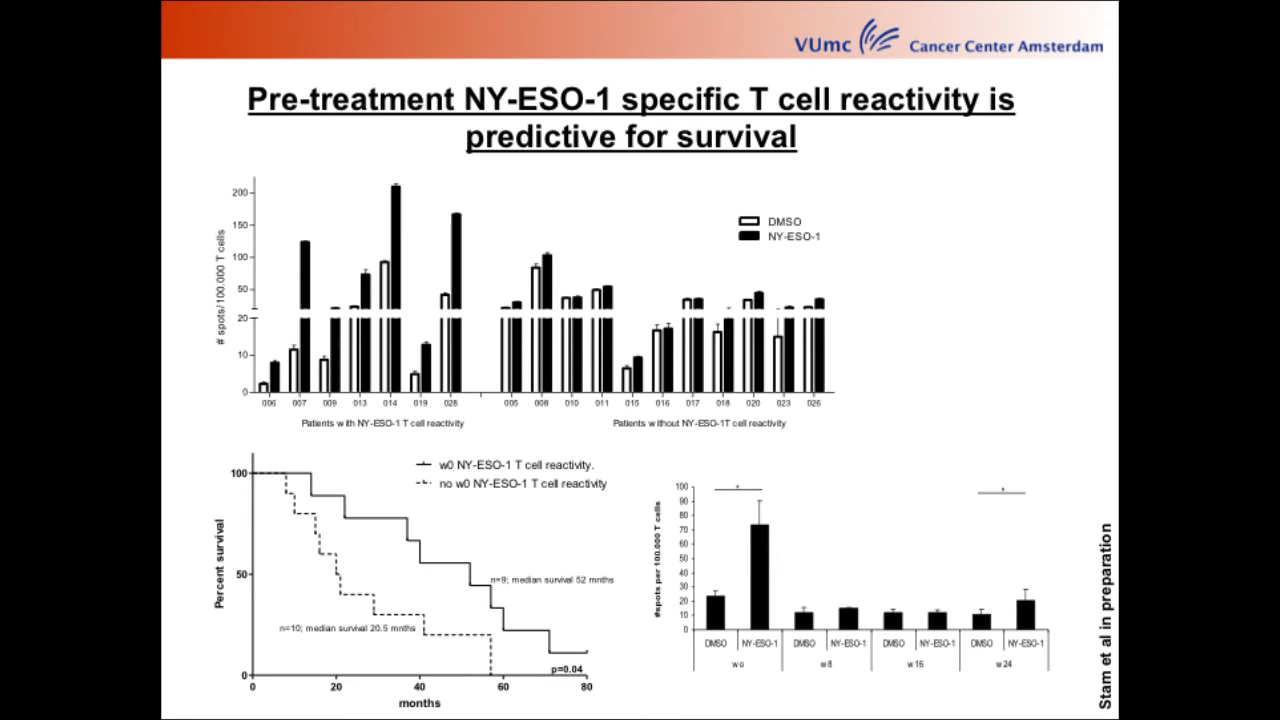 VUmc Cancer Center Amsterdam
Pre-treatment NY-ESO-1 specific T cell reactivity is
predictive for survival
# spots/100.000 T cells
200
150
100
50
20
10
0
DMSO
NY-ESO-1
006 007 009 013 014 019 028 005 008 010 011 015 016 017 018 020 023 026
Patients with NY-ESO-1 T cell reactivity
Patients without NY-ESO-1T cell reactivity
Percent survival
100
50
0
w0 NY-ESO-1 T cell reactivity.
no w0 NY-ESO-1 T cell reactivity
n=9; median survival 52 mnths
n=10; median survival 20.5 mnths
p=0.04
0 20 40 60 80
months
#spots per 100.000 T cells
100
90
80
70
60
50
40
30
20
10
0
*
*
DMSO NY-ESO-1 DMSO NY-ESO-1 DMSO NY-ESO-1 DMSO NY-ESO-1
wo w8 w16 w24
Stam et al in preparation